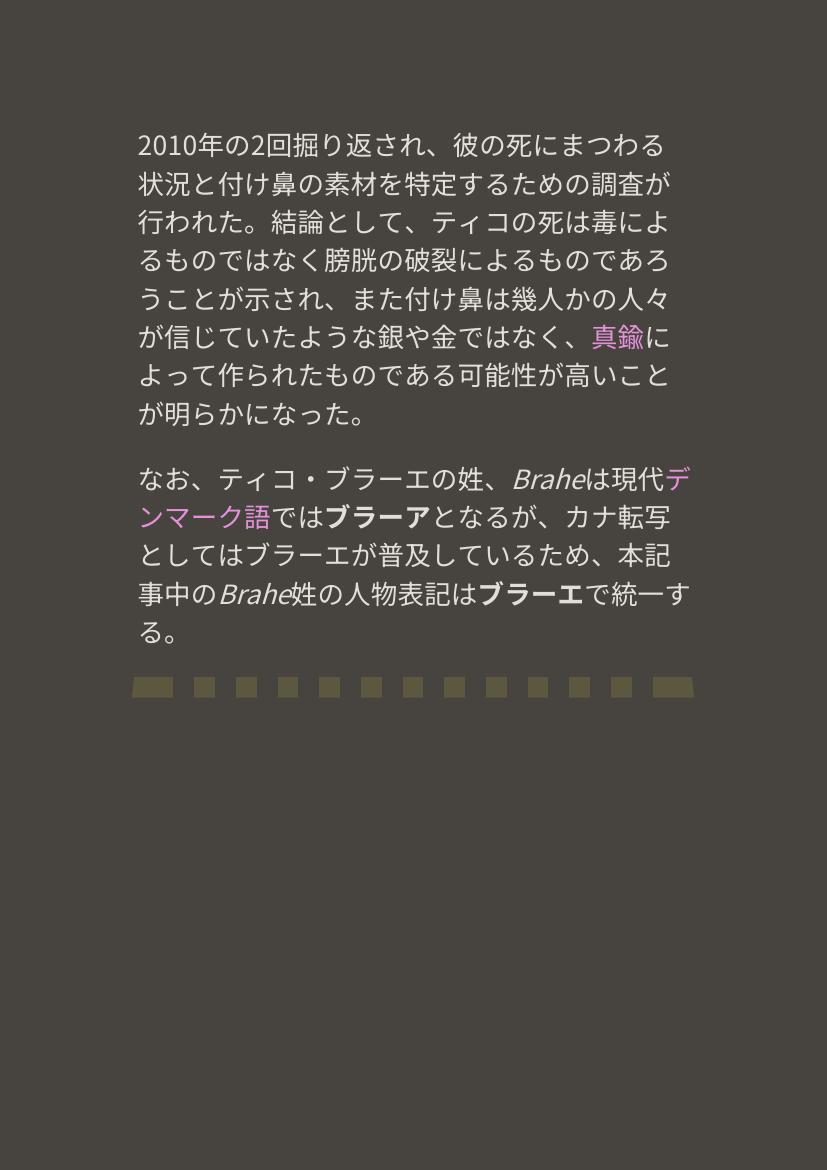 2010年の2回掘り返され、彼の死にまつわる
状況と付け鼻の素材を特定するための調査が
行われた。結論として、ティコの死は毒によ
るものではなく膀胱の破裂によるものであろ
うことが示され、また付け鼻は幾人かの人々
が信じていたような銀や金ではなく、真鍮に
よって作られたものである可能性が高いこと
が明らかになった。
なお、ティコ・ブラーエの姓、Braheは現代デ
ンマーク語ではブラーアとなるが、カナ転写
としてはブラーエが普及しているため、本記
事中のBrahe姓の人物表記はブラーエで統一す
る。